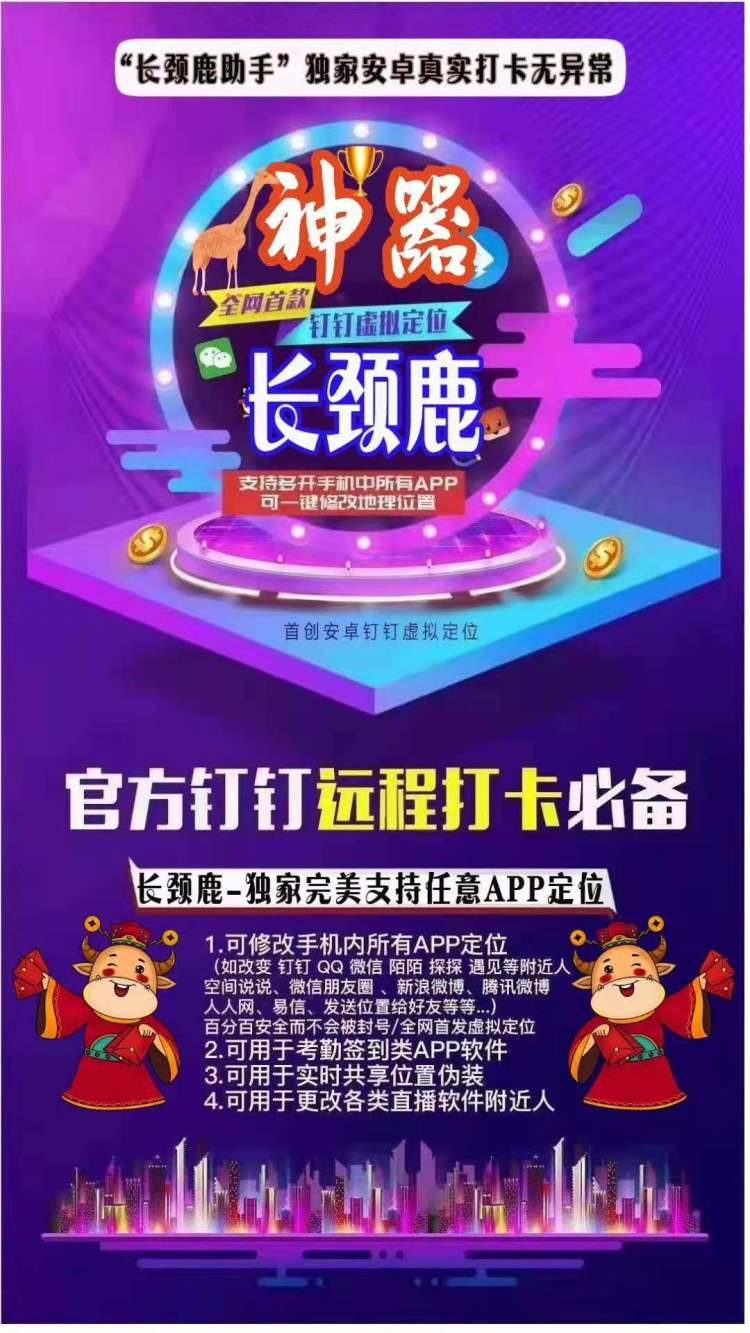 “长颈鹿助手”独家安卓真实打卡无异常
神器
全网首款
钉钉虚拟定位
长颈鹿
支持多开手机中所有APP
可一键修改地理位置
首创安卓钉钉虚拟定位
官方钉钉远程打卡必备
长颈鹿-独家完美支持任意APP定位
1.可修改手机内所有APP定位
（如改变 钉钉 QQ 微信 陌陌 探探 遇见等附近人
空间说说、微信朋友圈 、新浪微博、腾讯微博
人人网、易信、发送位置给好友等等...）
百分百安全而不会被封号/全网首发虚拟定位
2.可用于考勤签到类APP软件
3.可用于实时共享位置伪装
4.可用于更改各类直播软件附近人